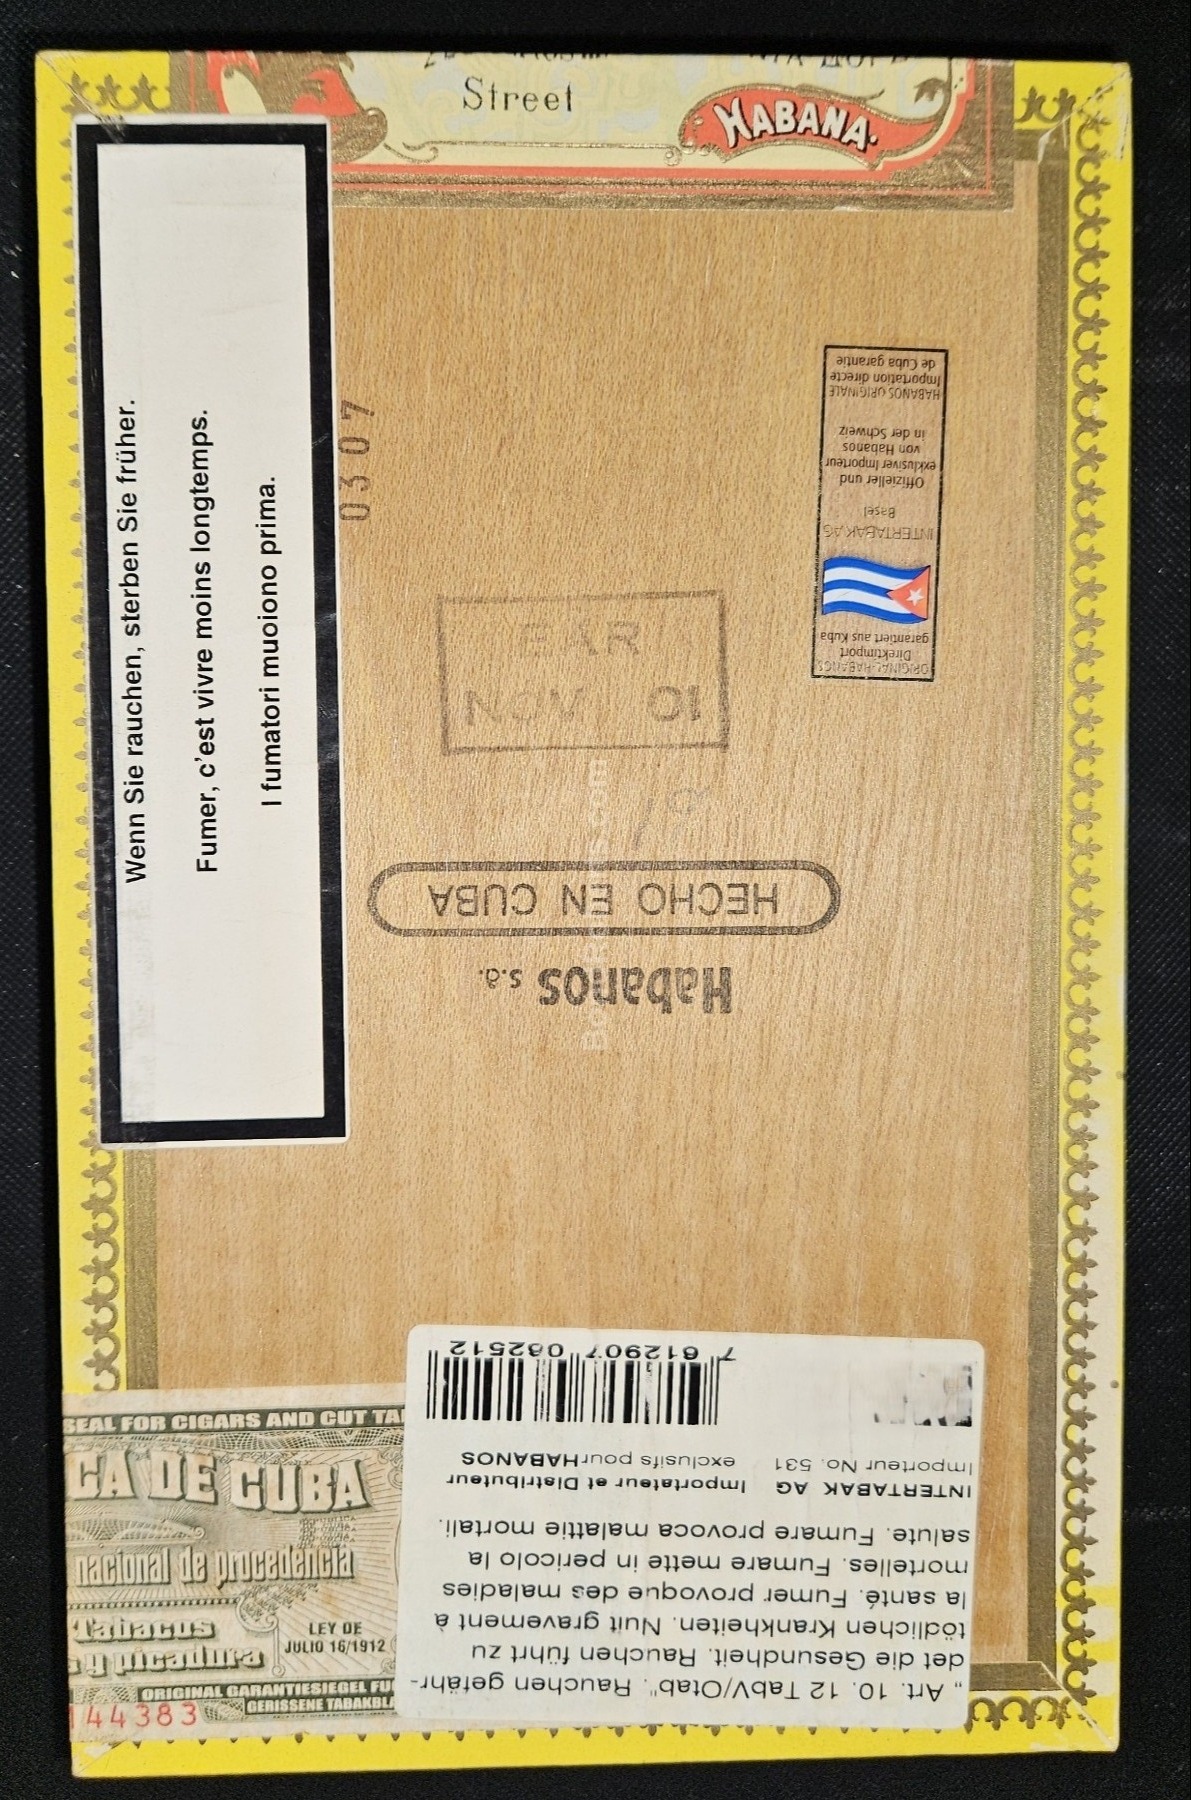 Street
HABANA.
Wenn Sie rauchen, sterben Sie früher.
Fumer, c'est vivre moins longtemps.
I fumatori muoiono prima.
0307
ORIGINAL-HABANOS
Direktimport
garantiert aus Kuba
INTERTABAK AG
Basel
Offizieller und
exklusiver Importeur
von Habanos
in der Schweiz
HABANOS ORIGINALE
Importation directe
de Cuba garantie
NOV 01
HECHO EN CUBA
Habanos s.a.
„Art. 10. 12 TabV/Otab". Rauchen gefähr-
det die Gesundheit. Rauchen führt zu
tödlichen Krankheiten. Nuit gravement à
la santé. Fumer provoque des maladies
mortelles. Fumare mette in pericolo la
salute. Fumare provoca malattie mortali.
INTERTABAK AG Importateur et Distributeur
Importeur No. 531 exclusifs pour HABANOS
7 612907 062512
SEAL FOR CIGARS AND CUT TA
CA DE CUBA
nacional de procedencia
Tabacos
s y picadura
LEY DE
JULIO 16/1912
ORIGINAL GARANTIESIEGEL FU
GERISSENE TABAKBLA
144383